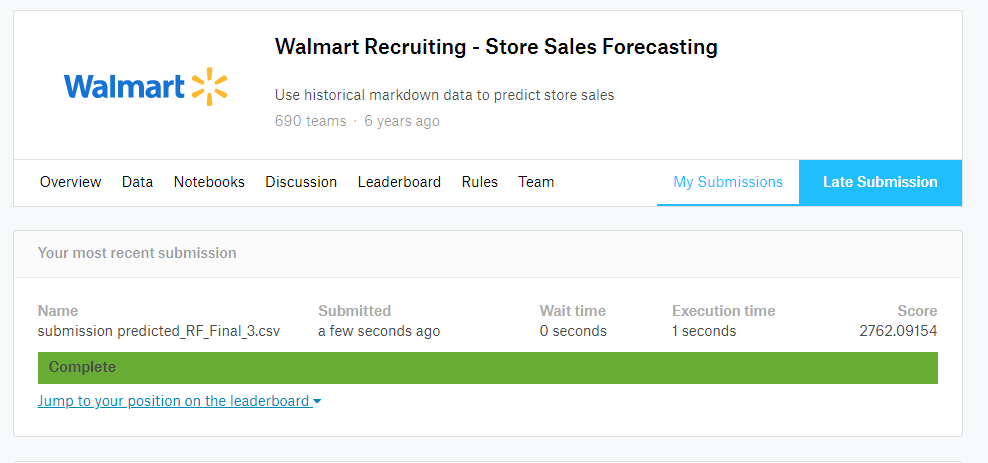 Walmart
Walmart Recruiting - Store Sales Forecasting
Use historical markdown data to predict store sales
690 teams · 6 years ago
Overview Data Notebooks Discussion Leaderboard Rules Team My Submissions Late Submission
Your most recent submission
Name Submitted Wait time Execution time Score
submission predicted_RF_Final_3.csv a few seconds ago 0 seconds 1 seconds 2762.09154
Complete
Jump to your position on the leaderboard